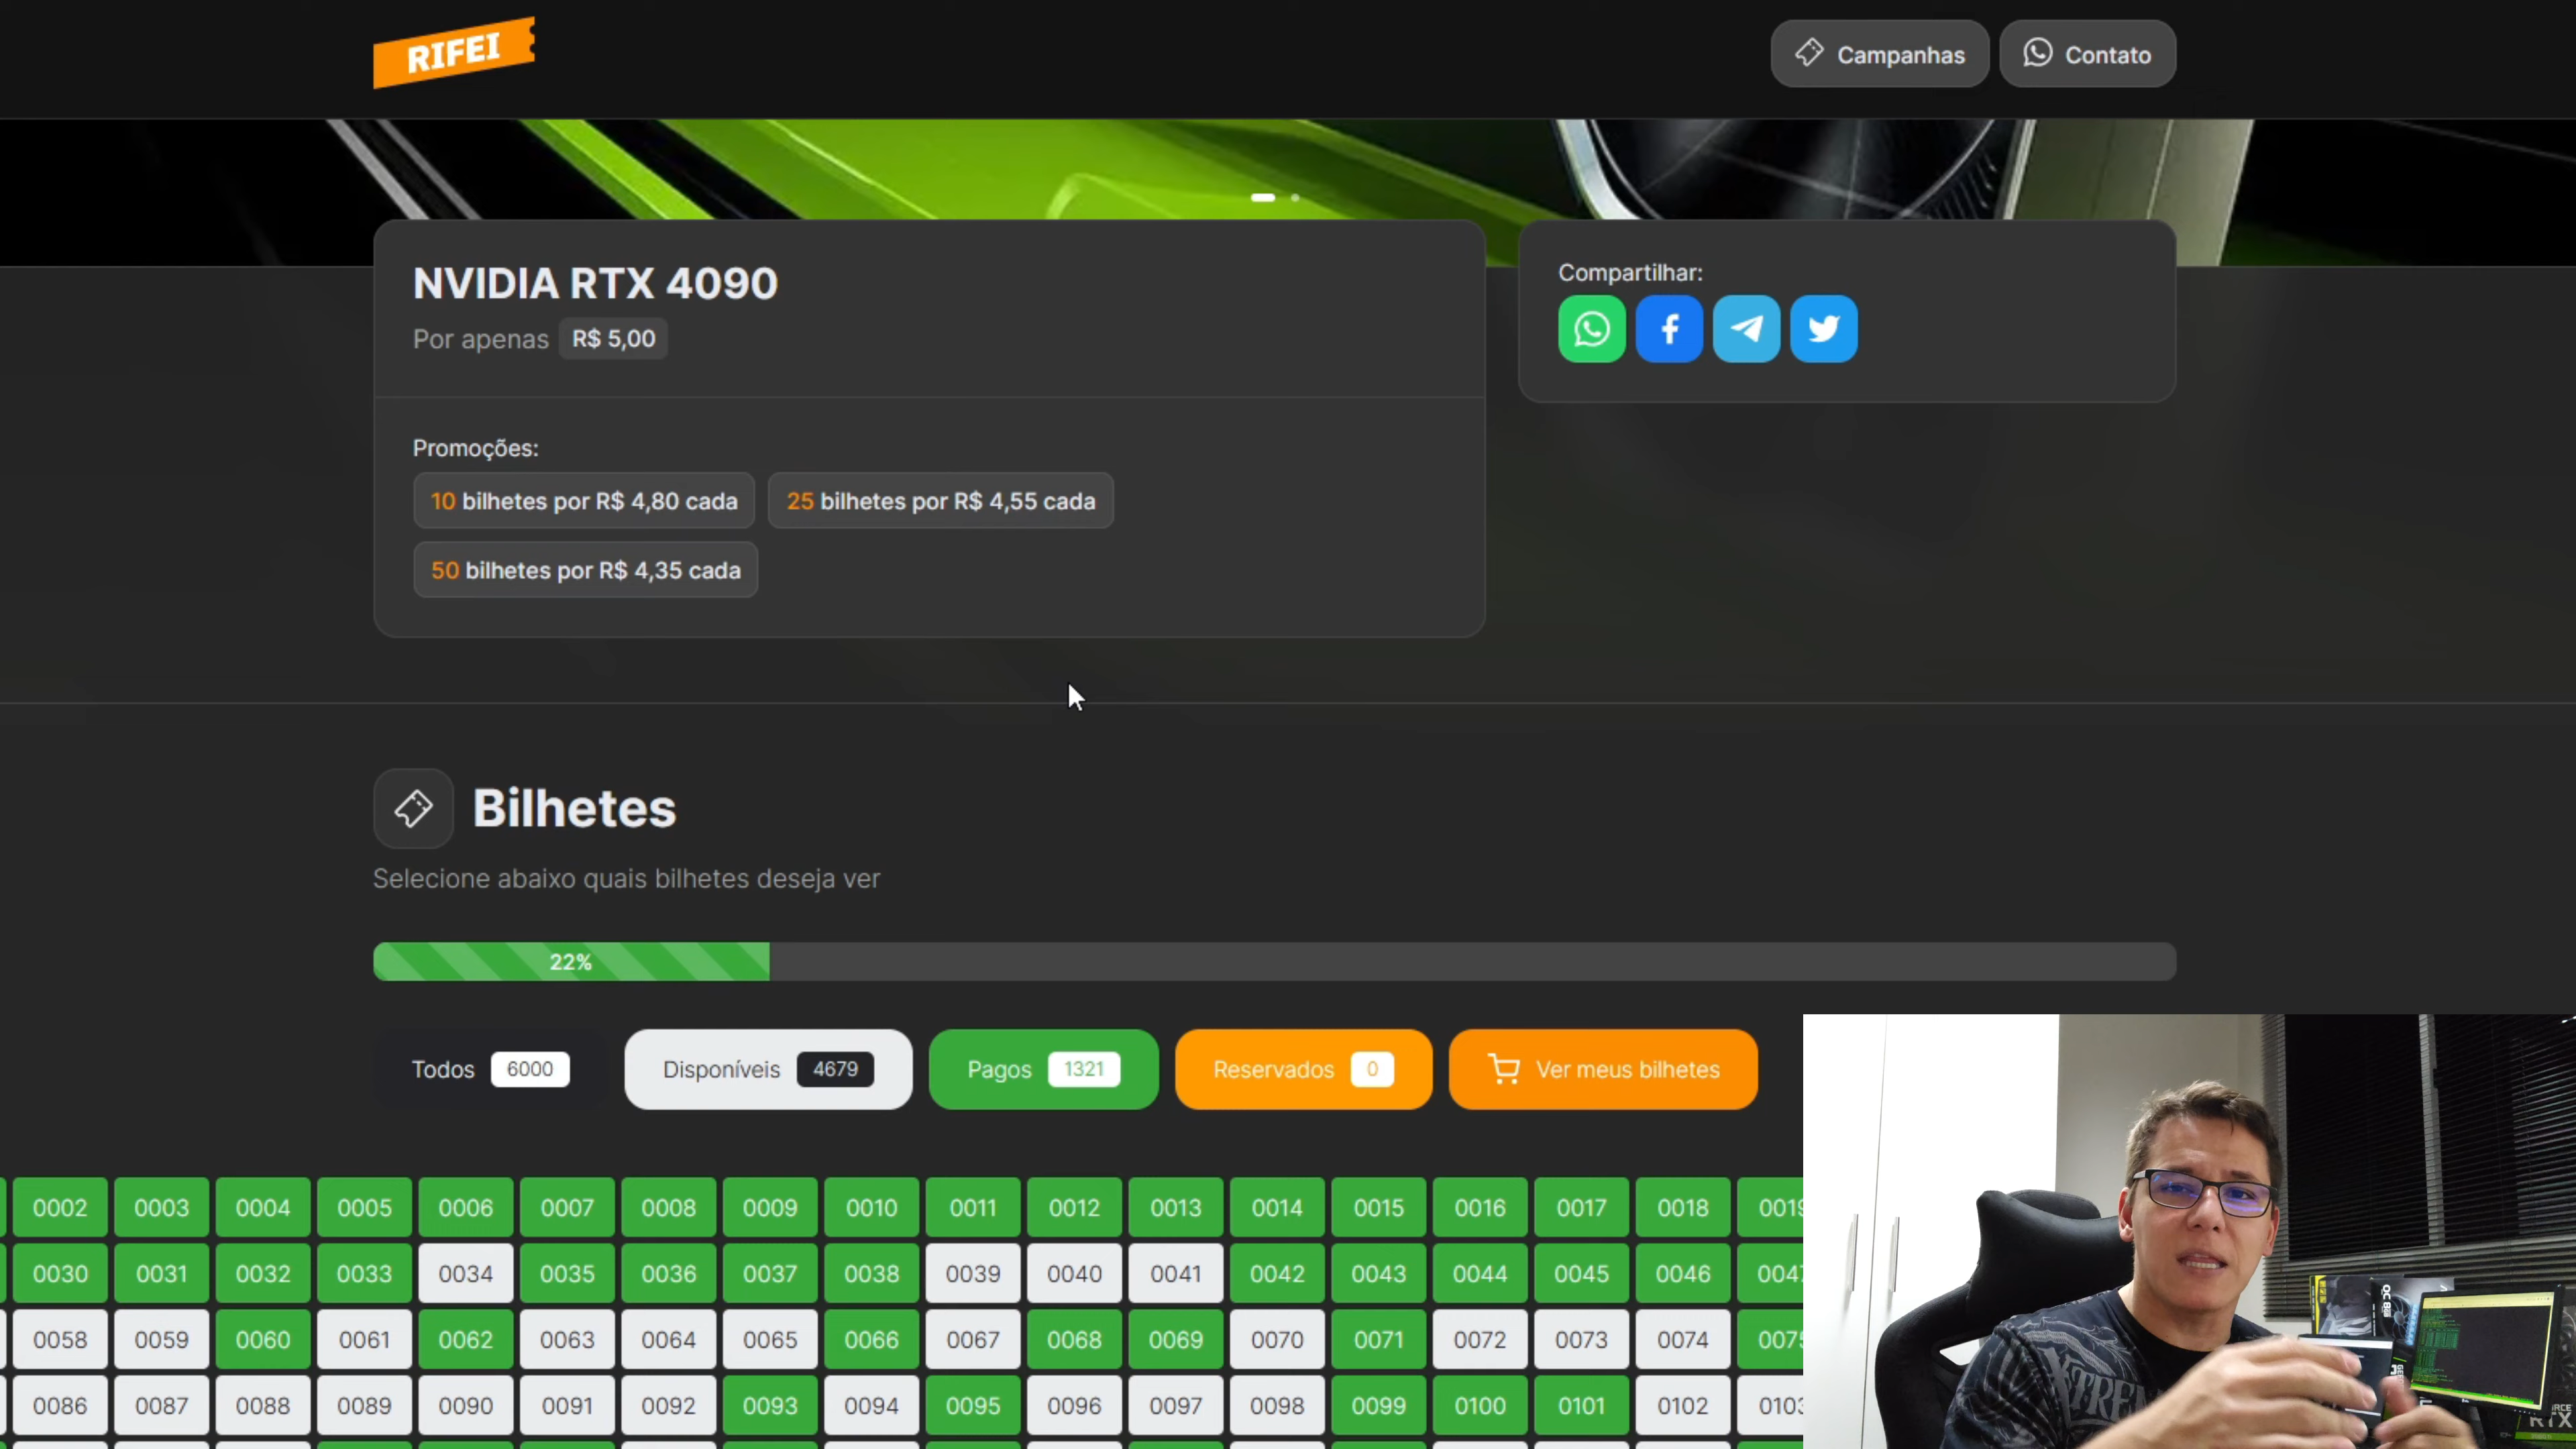 RIFEI
Campanhas
Contato
NVIDIA RTX 4090
Por apenas R$ 5,00
Compartilhar:
Promoções:
10 bilhetes por R$ 4,80 cada
25 bilhetes por R$ 4,55 cada
50 bilhetes por R$ 4,35 cada
Bilhetes
Selecione abaixo quais bilhetes deseja ver
22%
Todos 6000
Disponíveis 4679
Pagos 1321
Reservados 0
Ver meus bilhetes
0002 0003 0004 0005 0006 0007 0008 0009 0010 0011 0012 0013 0014 0015 0016 0017 0018 0019
0030 0031 0032 0033 0034 0035 0036 0037 0038 0039 0040 0041 0042 0043 0044 0045 0046 0047
0058 0059 0060 0061 0062 0063 0064 0065 0066 0067 0068 0069 0070 0071 0072 0073 0074 0075
0086 0087 0088 0089 0090 0091 0092 0093 0094 0095 0096 0097 0098 0099 0100 0101 0102 0103
XTREM
RTX